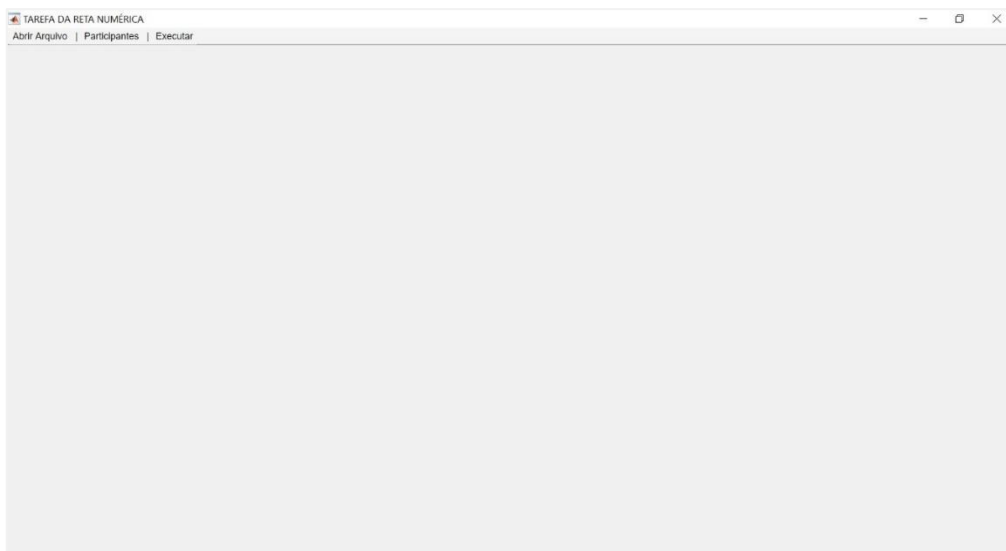 TAREFA DA RETA NUMÉRICA
Abrir Arquivo | Participantes | Executar